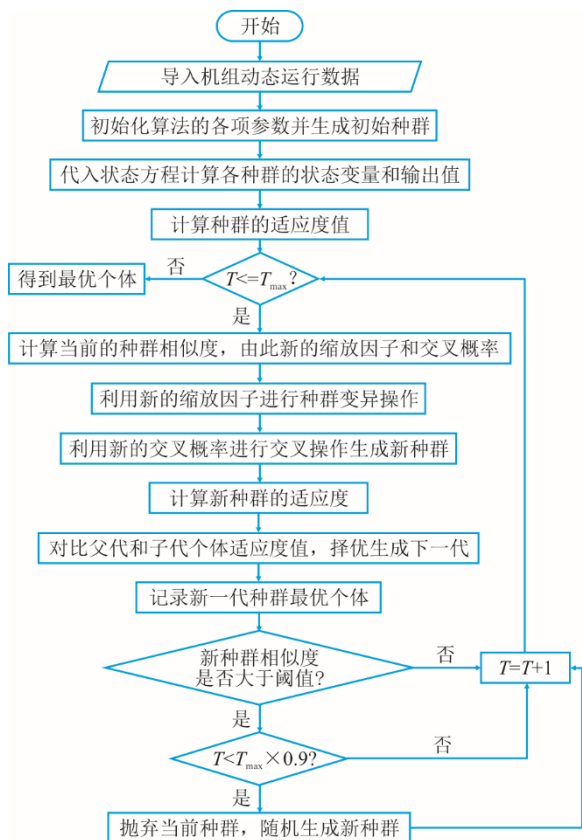 开始
导入机组动态运行数据
初始化算法的各项参数并生成初始种群
代入状态方程计算各种群的状态变量和输出值
计算种群的适应度值
否
得到最优个体
T<=Tmax?
是
计算当前的种群相似度，由此新的缩放因子和交叉概率
利用新的缩放因子进行种群变异操作
利用新的交叉概率进行交叉操作生成新种群
计算新种群的适应度
对比父代和子代个体适应度值，择优生成下一代
记录新一代种群最优个体
新种群相似度
是否大于阈值?
否
T=T+1
是
T<Tmax×0.9?
否
是
抛弃当前种群，随机生成新种群